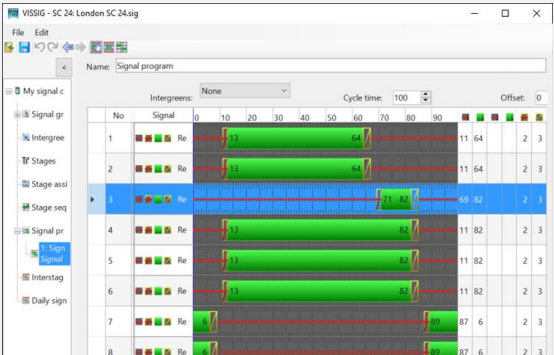 VISSIG - SC 24: London SC 24.sig
File Edit
< Name: Signal program
My signal c
Signal gr
Intergree
Stages
Stage assi
Stage seq
Signal pr
1: Sign
Signal
Interstag
Daily sign
Intergreens: None Cycle time: 100 Offset: 0
No Signal 0 10 20 30 40 50 60 70 80 90
1 Re 13 64 11 64 2 3
2 Re 13 64 11 64 2 3
3 Re 71 82 69 82 2 3
4 Re 13 82 11 82 2 3
5 Re 13 82 11 82 2 3
6 Re 13 82 11 82 2 3
7 Re 6 89 87 6 2 3
8 Re 6 89 87 6 2 3